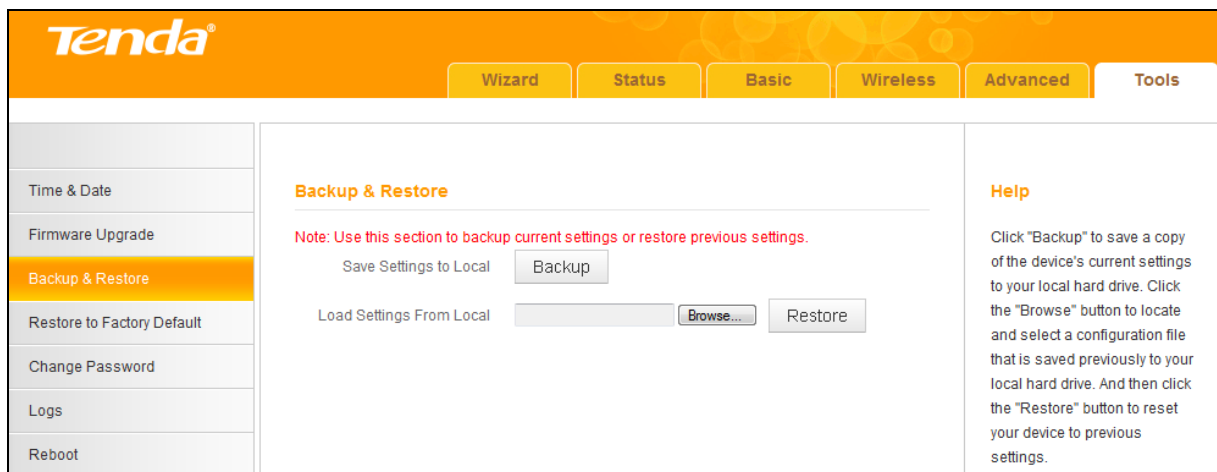 Tenda®
Wizard Status Basic Wireless Advanced Tools
Time & Date
Firmware Upgrade
Backup & Restore
Restore to Factory Default
Change Password
Logs
Reboot
Backup & Restore
Note: Use this section to backup current settings or restore previous settings.
Save Settings to Local Backup
Load Settings From Local Browse... Restore
Help
Click "Backup" to save a copy
of the device's current settings
to your local hard drive. Click
the "Browse" button to locate
and select a configuration file
that is saved previously to your
local hard drive. And then click
the "Restore" button to reset
your device to previous
settings.